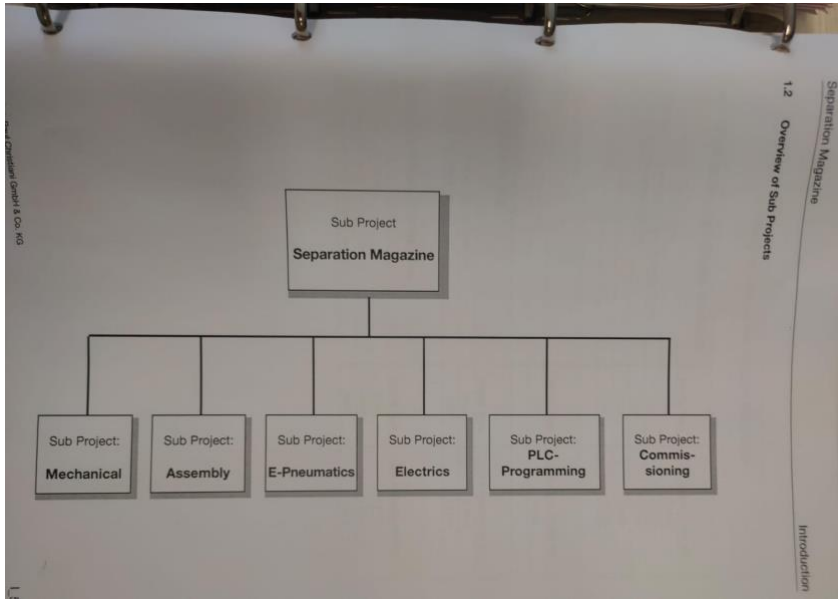 Separation Magazine
Introduction
1.2 Overview of Sub Projects
Sub Project
Separation Magazine
Sub Project:
Mechanical
Sub Project:
Assembly
Sub Project:
E-Pneumatics
Sub Project:
Electrics
Sub Project:
PLC-
Programming
Sub Project:
Commis-
sioning
Christiani GmbH & Co. KG